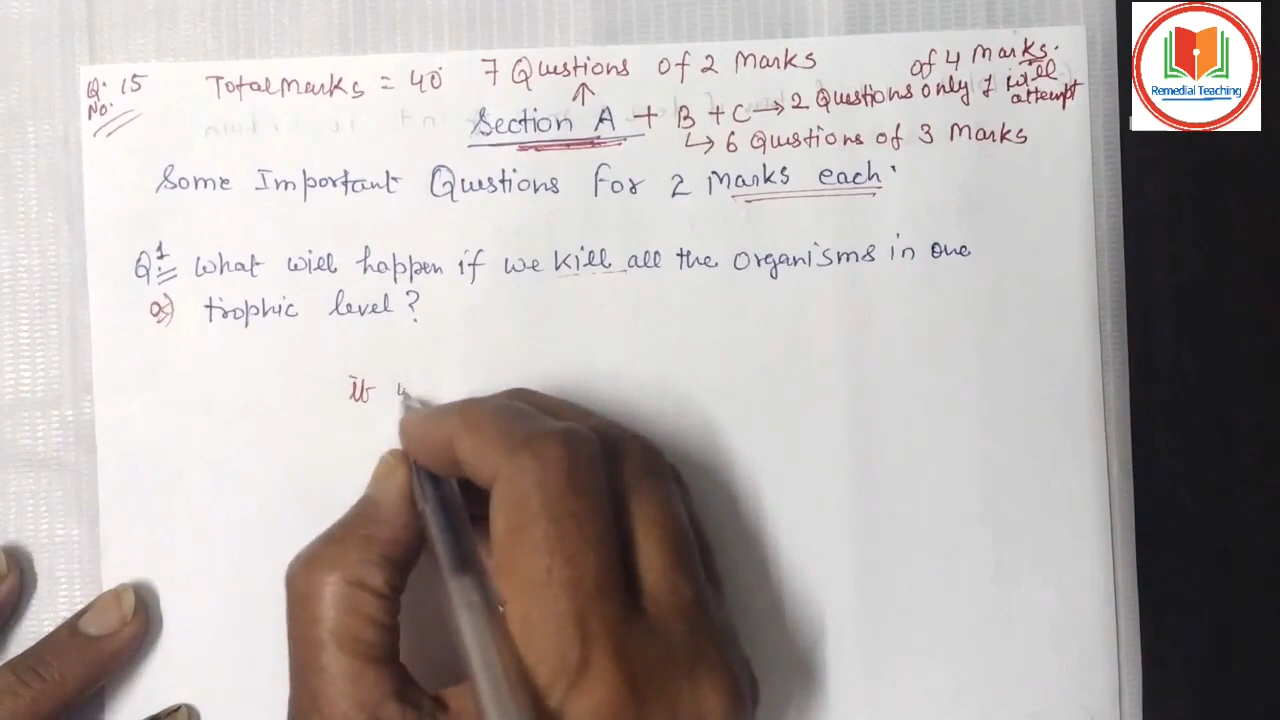 Q. 15
No.
Total Marks = 40
7 Questions of 2 Marks
of 4 Marks.
Section A + B + C → 2 Questions only 1 will
attempt
↳ 6 Questions of 3 Marks
Some Important Questions for 2 Marks each.
Q1 What will happen if we kill all the organisms in one
a) trophic level?
Remedial Teaching